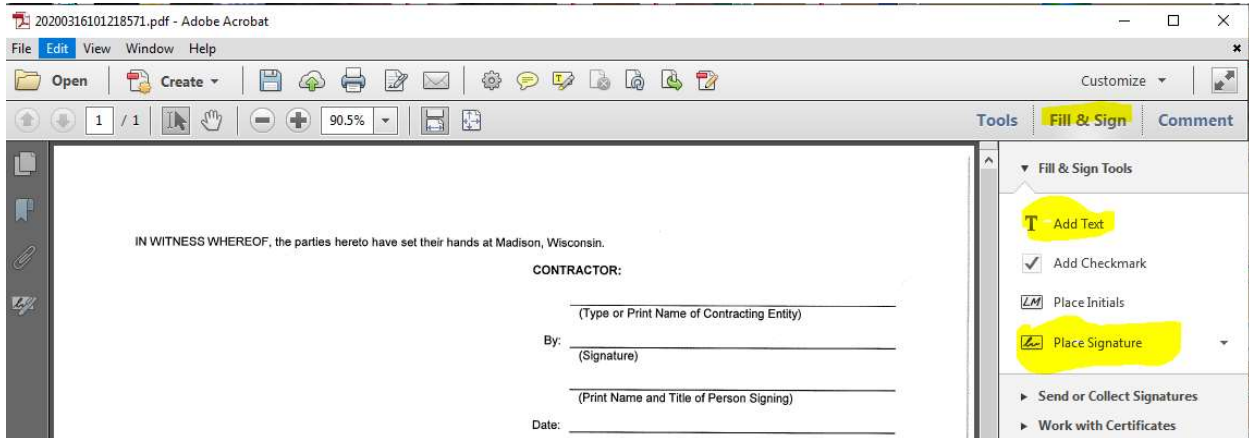 20200316101218571.pdf - Adobe Acrobat
File Edit View Window Help
Open Create Customize
1 / 1 90.5% Tools Fill & Sign Comment
Fill & Sign Tools
T Add Text
IN WITNESS WHEREOF, the parties hereto have set their hands at Madison, Wisconsin.
Add Checkmark
CONTRACTOR:
LM Place Initials
(Type or Print Name of Contracting Entity)
By:
Place Signature
(Signature)
(Print Name and Title of Person Signing)
Send or Collect Signatures
Date:
Work with Certificates